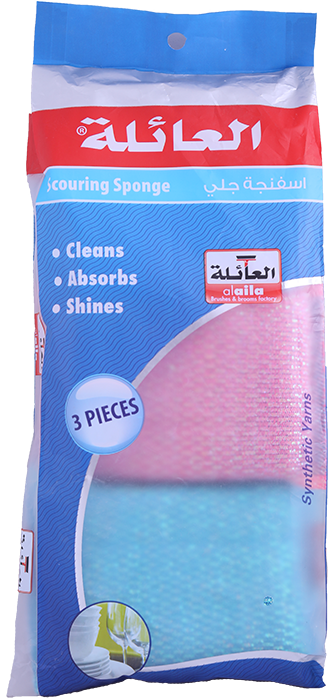 العائلة
®
Scouring Sponge
اسفنجة جلي
• Cleans
• Absorbs
• Shines
العائلة
alaila
Brushes & brooms factory
3 PIECES
Synthetic Yarns